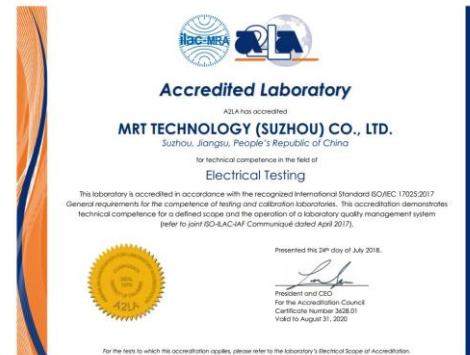 ilac-MRA
A2LA
Accredited Laboratory
A2LA has accredited
MRT TECHNOLOGY (SUZHOU) CO., LTD.
Suzhou, Jiangsu, People's Republic of China
for technical competence in the field of
Electrical Testing
This laboratory is accredited in accordance with the recognized International Standard ISO/IEC 17025:2017
General requirements for the competence of testing and calibration laboratories. This accreditation demonstrates
technical competence for a defined scope and the operation of a laboratory quality management system
(refer to joint ISO-ILAC-IAF Communiqué dated April 2017).
Presented this 24th day of July 2018.
President and CEO
For the Accreditation Council
Certificate Number 3628.01
Valid to August 31, 2020
SEAL
A2LA
For the tests to which this accreditation applies, please refer to the laboratory's Electrical Scope of Accreditation.